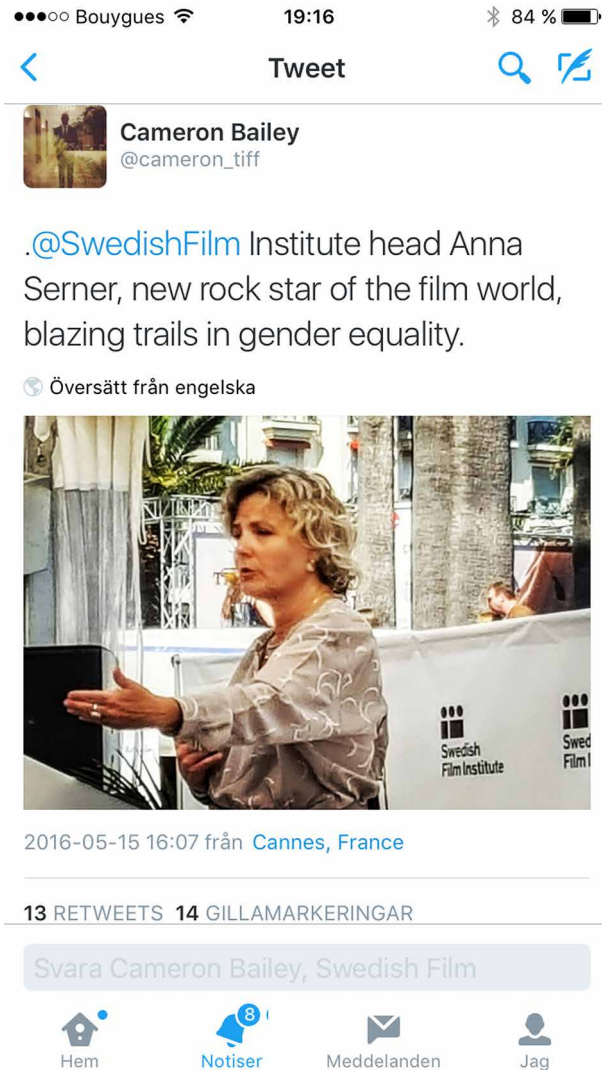 ●●●○○ Bouygues 19:16 84 %
Tweet
Cameron Bailey
@cameron_tiff
.@SwedishFilm Institute head Anna
Serner, new rock star of the film world,
blazing trails in gender equality.
Översätt från engelska
Swedish
Film Institute
Swed
Film I
2016-05-15 16:07 från Cannes, France
13 RETWEETS 14 GILLAMARKERINGAR
Svara Cameron Bailey, Swedish Film
8
Hem Notiser Meddelanden Jag